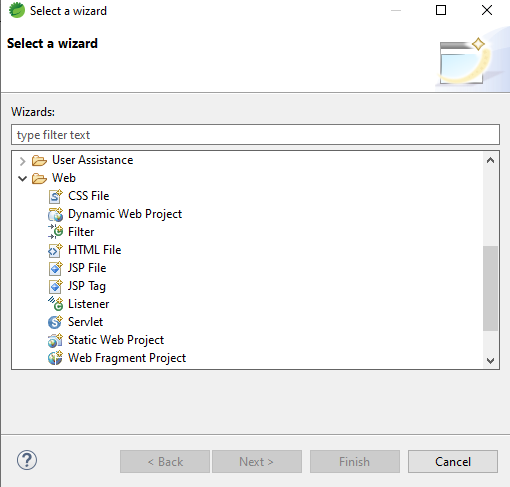 Select a wizard
Select a wizard
Wizards:
type filter text
User Assistance
Web
CSS File
Dynamic Web Project
Filter
HTML File
JSP File
JSP Tag
Listener
Servlet
Static Web Project
Web Fragment Project
? < Back Next > Finish Cancel